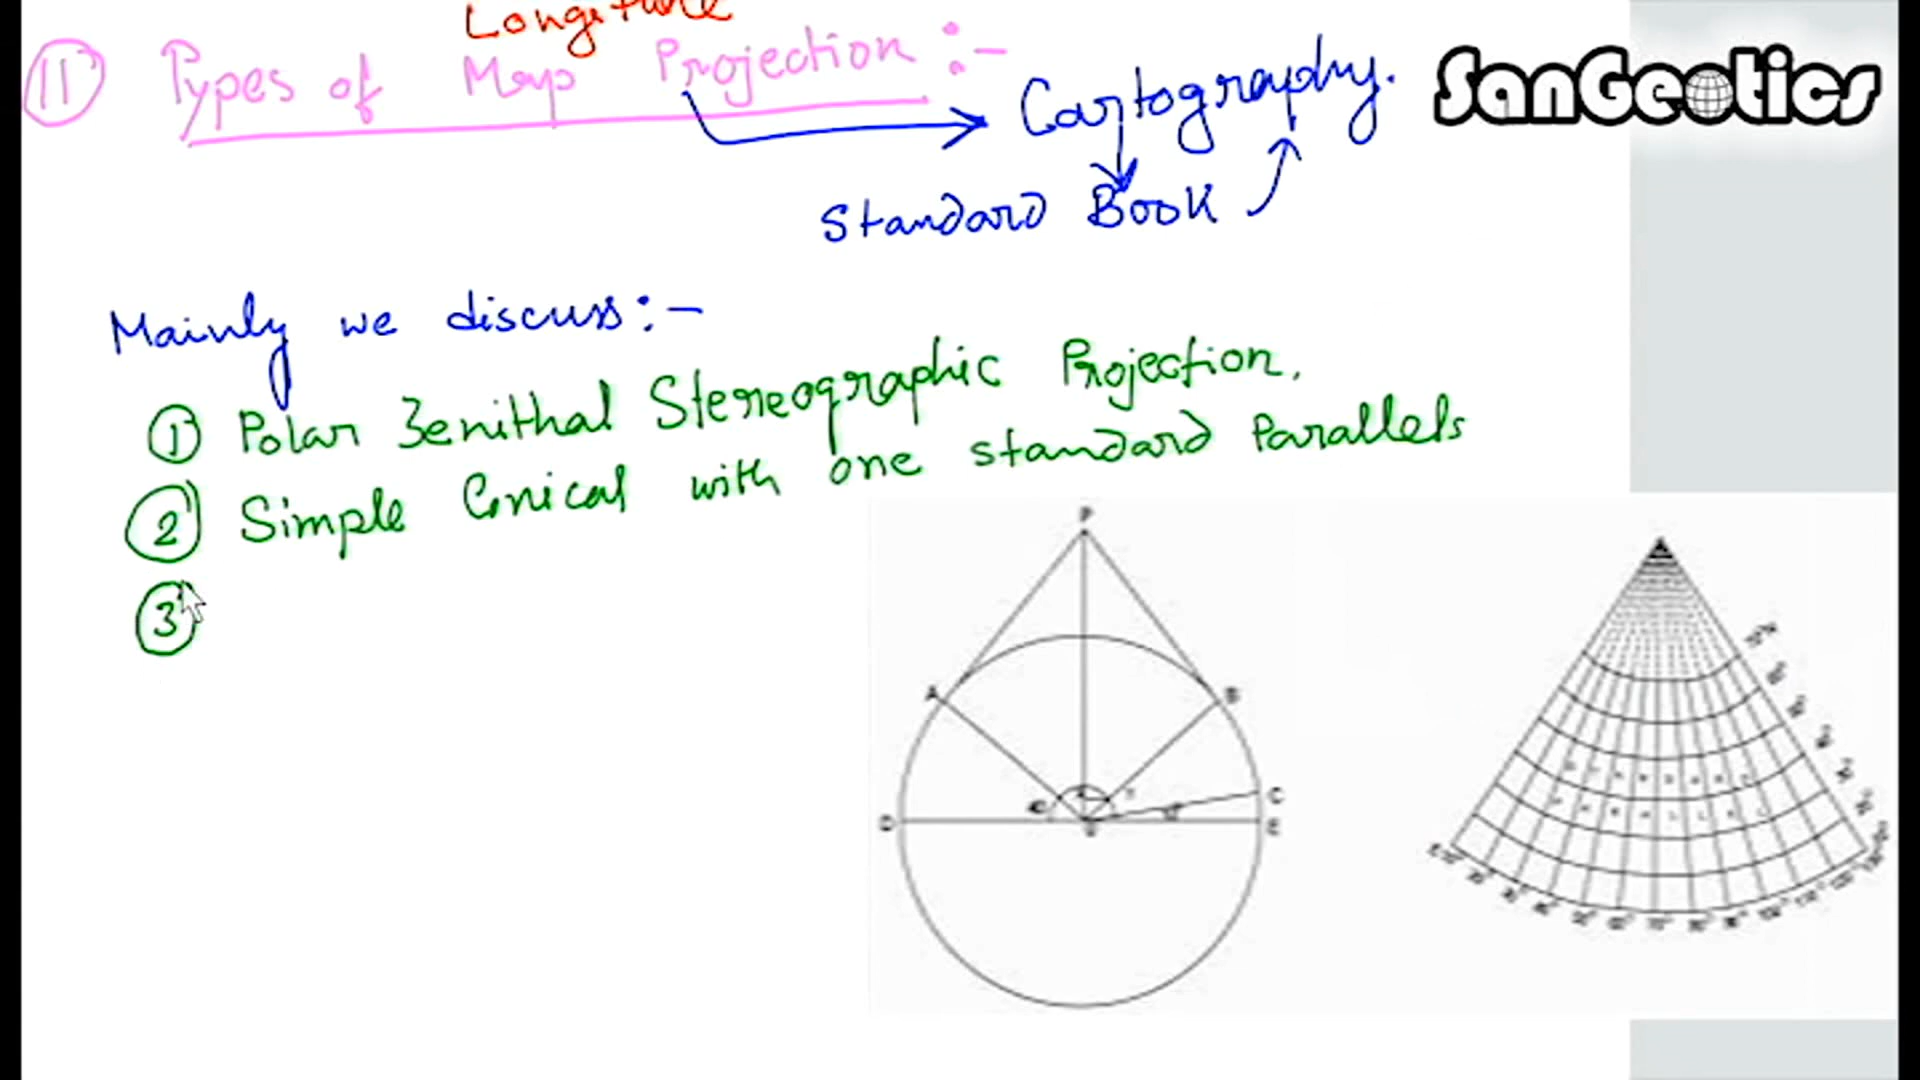 Longitude
11 Types of Map Projection :-
Cartography.
SanGeotics
Standard Book
Mainly we discuss :-
1 Polar Zenithal Stereographic Projection.
2 Simple Conical with one standard Parallels
3
P
A
B
C
D
E